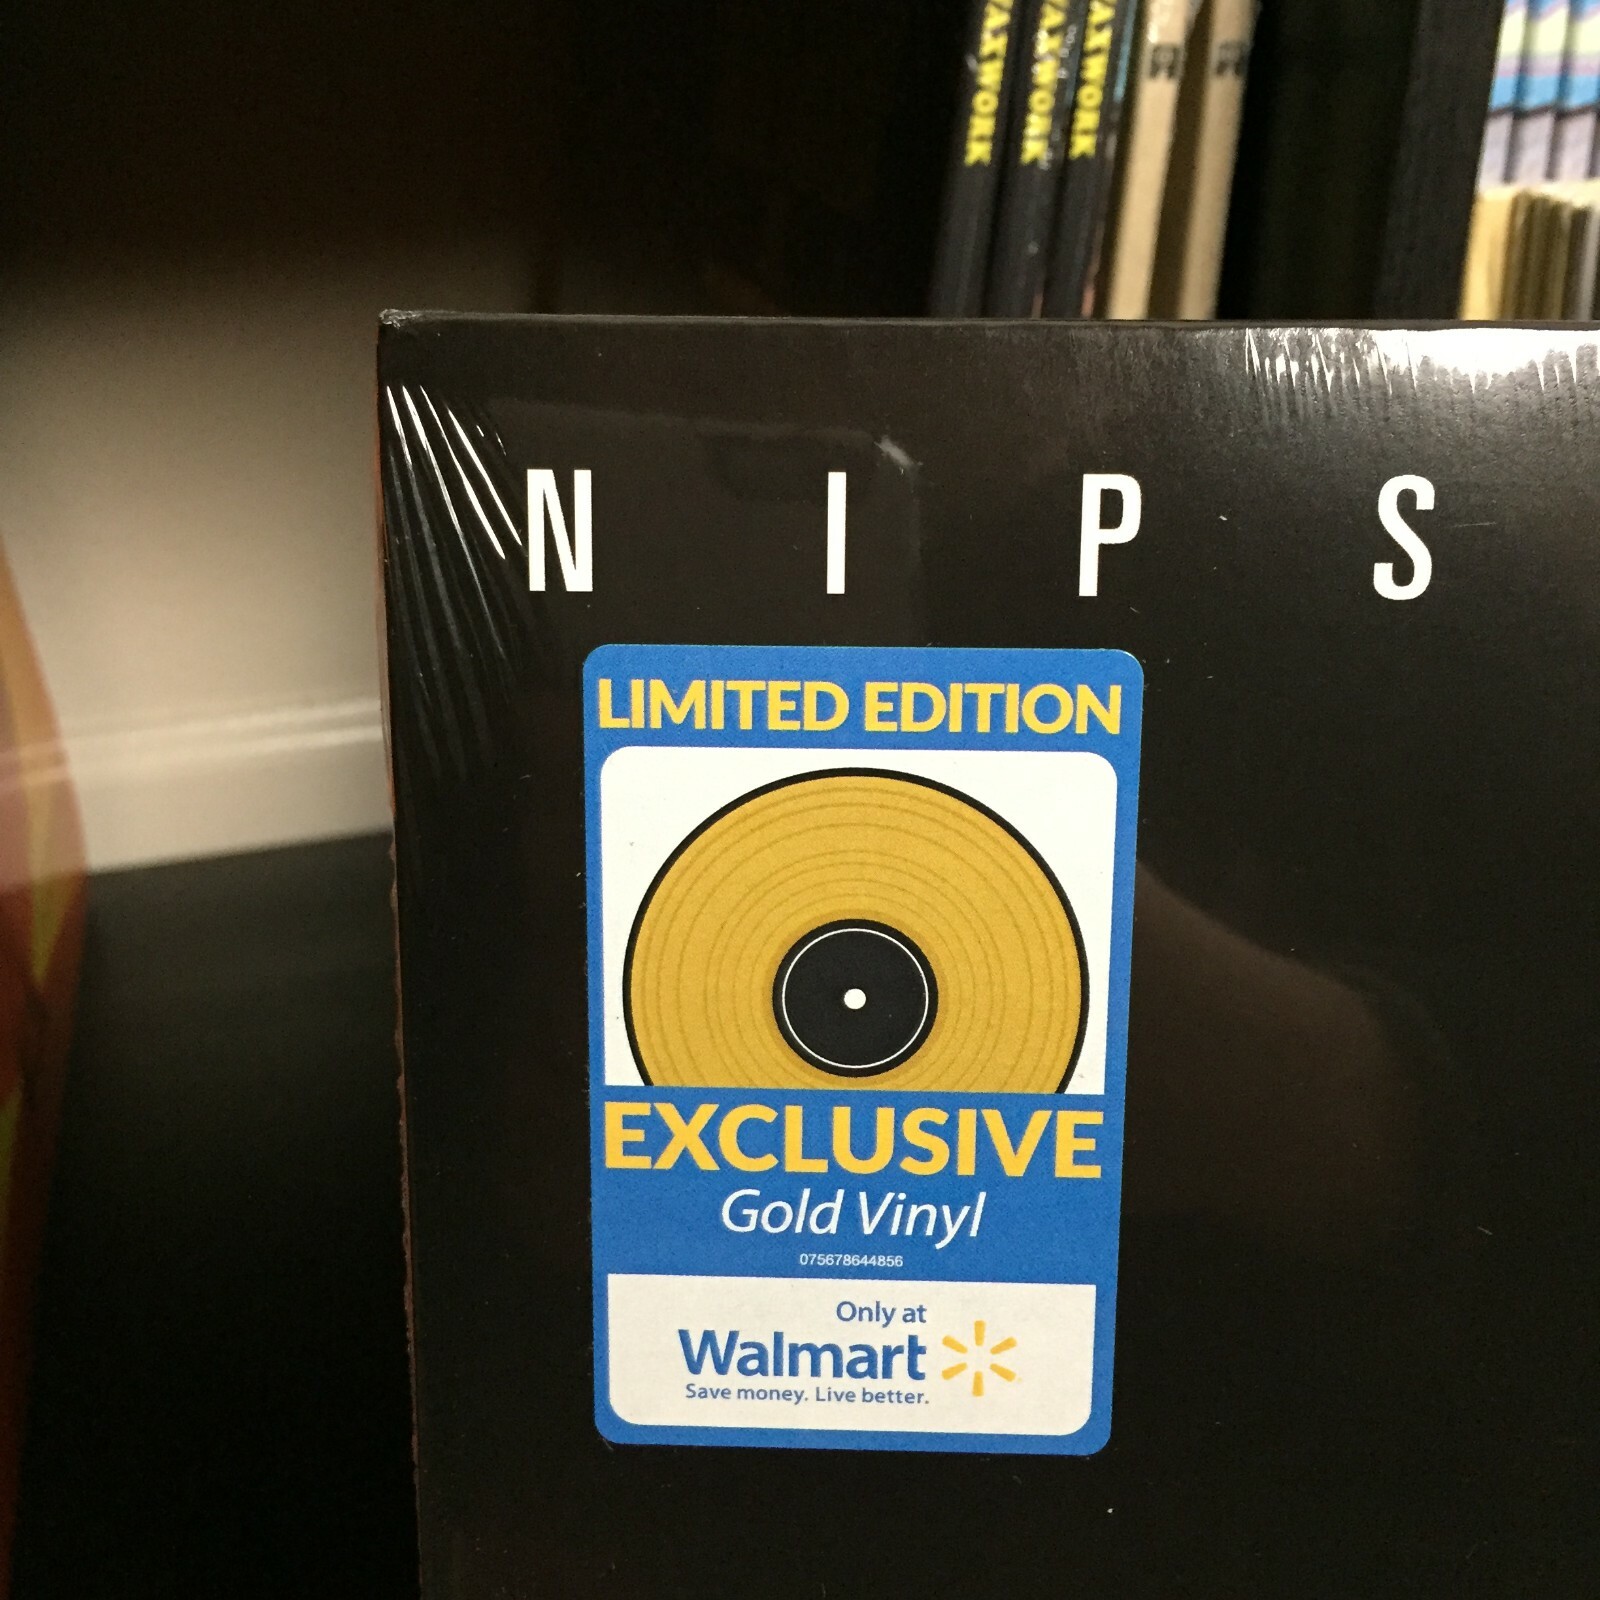 WAXWORK
WAXWORK
WAXWORK
N I P S
LIMITED EDITION
EXCLUSIVE
Gold Vinyl
075678644856
Only at
Walmart
Save money. Live better.